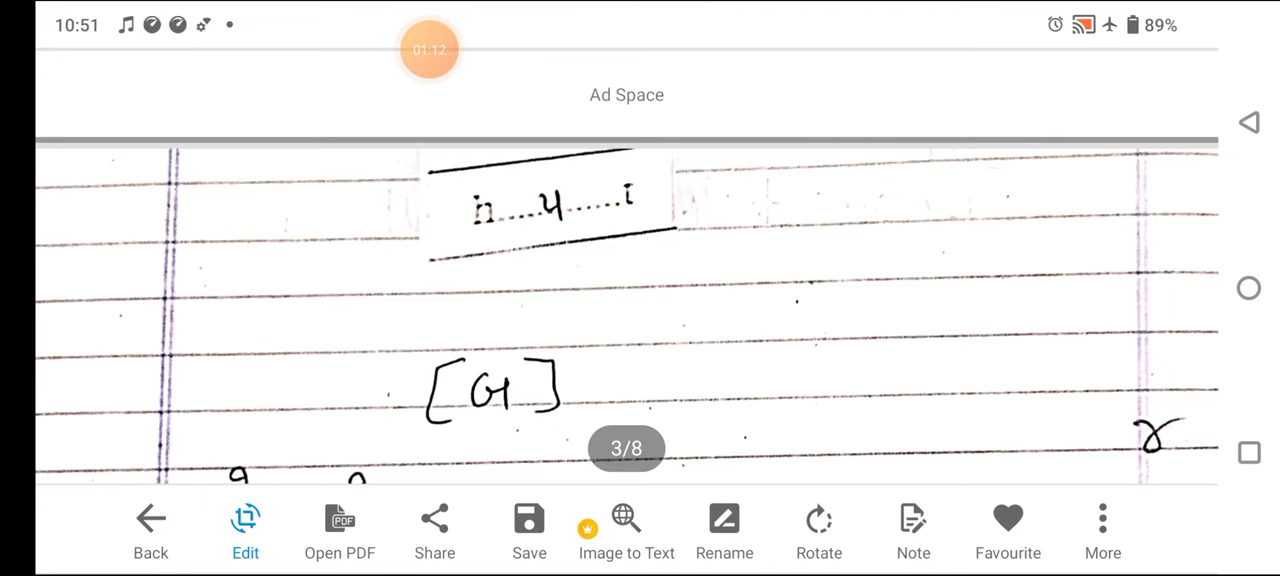 10:51 89%
01:12
Ad Space
n.....y......i
[G]
3/8
Back Edit Open PDF Share Save Image to Text Rename Rotate Note Favourite More
PDF